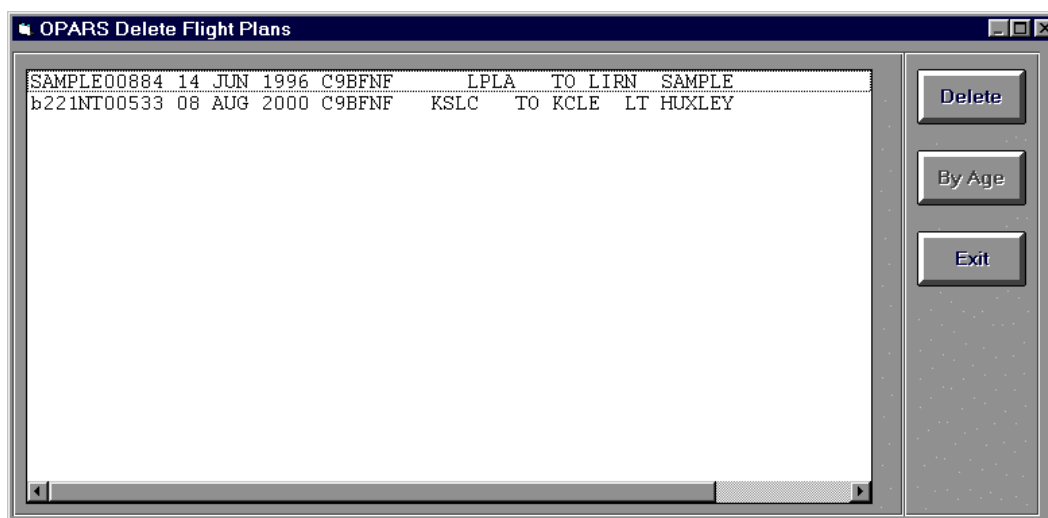 OPARS Delete Flight Plans
SAMPLE00884 14 JUN 1996 C9BFNF LPLA TO LIRN SAMPLE
b221NT00533 08 AUG 2000 C9BFNF KSLC TO KCLE LT HUXLEY
Delete
By Age
Exit